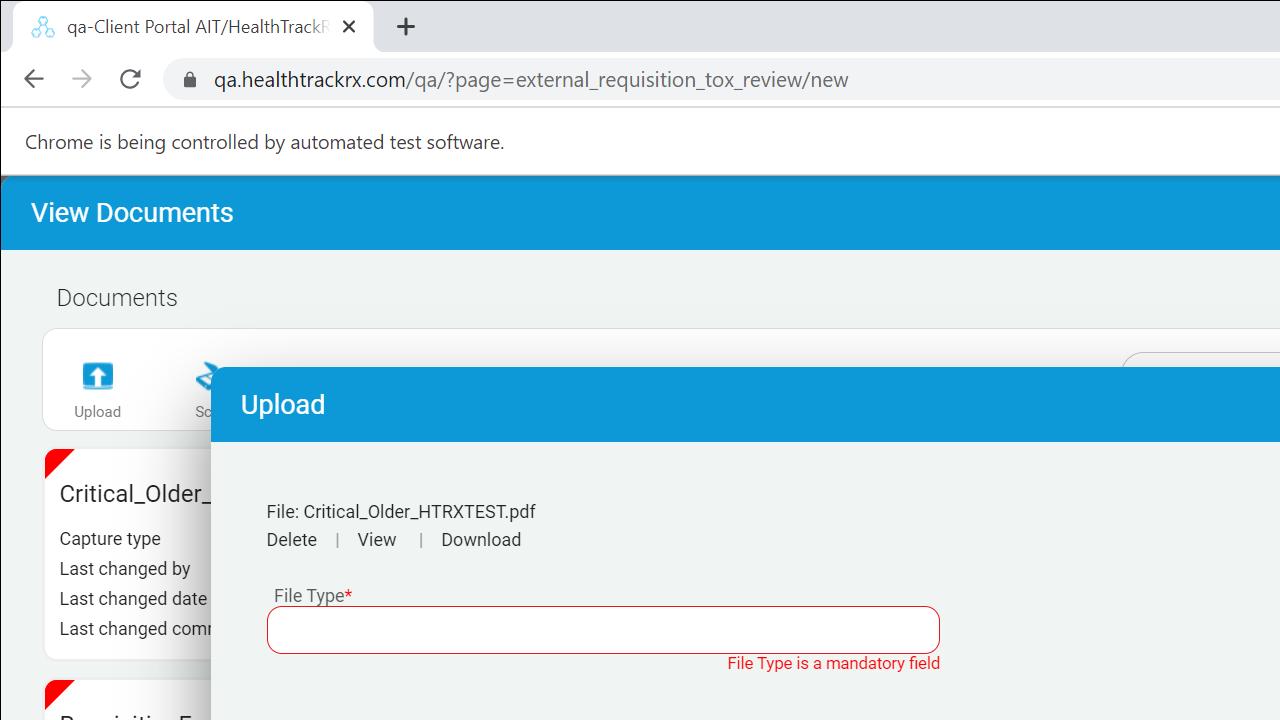 qa-Client Portal AIT/HealthTrackR
qa.healthtrackrx.com/qa/?page=external_requisition_tox_review/new
Chrome is being controlled by automated test software.
View Documents
Documents
Upload
Sc
Upload
Critical_Older_
File: Critical_Older_HTRXTEST.pdf
Capture type
Delete | View | Download
Last changed by
Last changed date
File Type*
Last changed com
File Type is a mandatory field